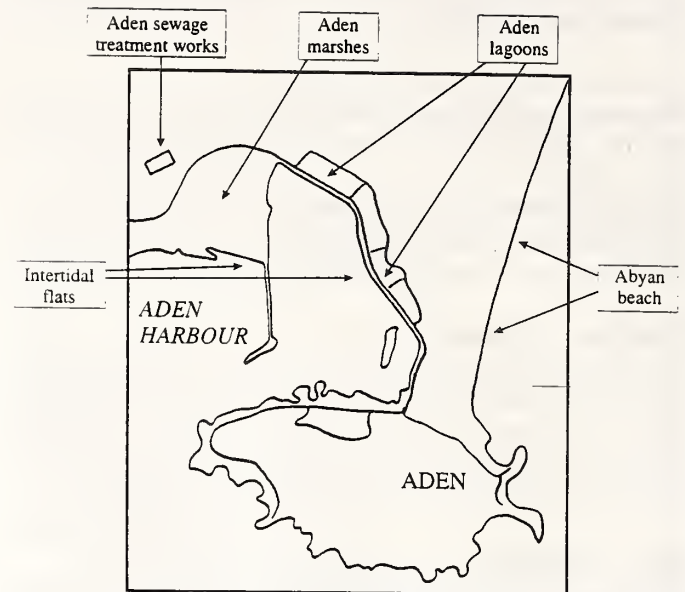 Aden sewage
treatment works
Aden
marshes
Aden
lagoons
Intertidal
flats
ADEN
HARBOUR
Abyan
beach
ADEN